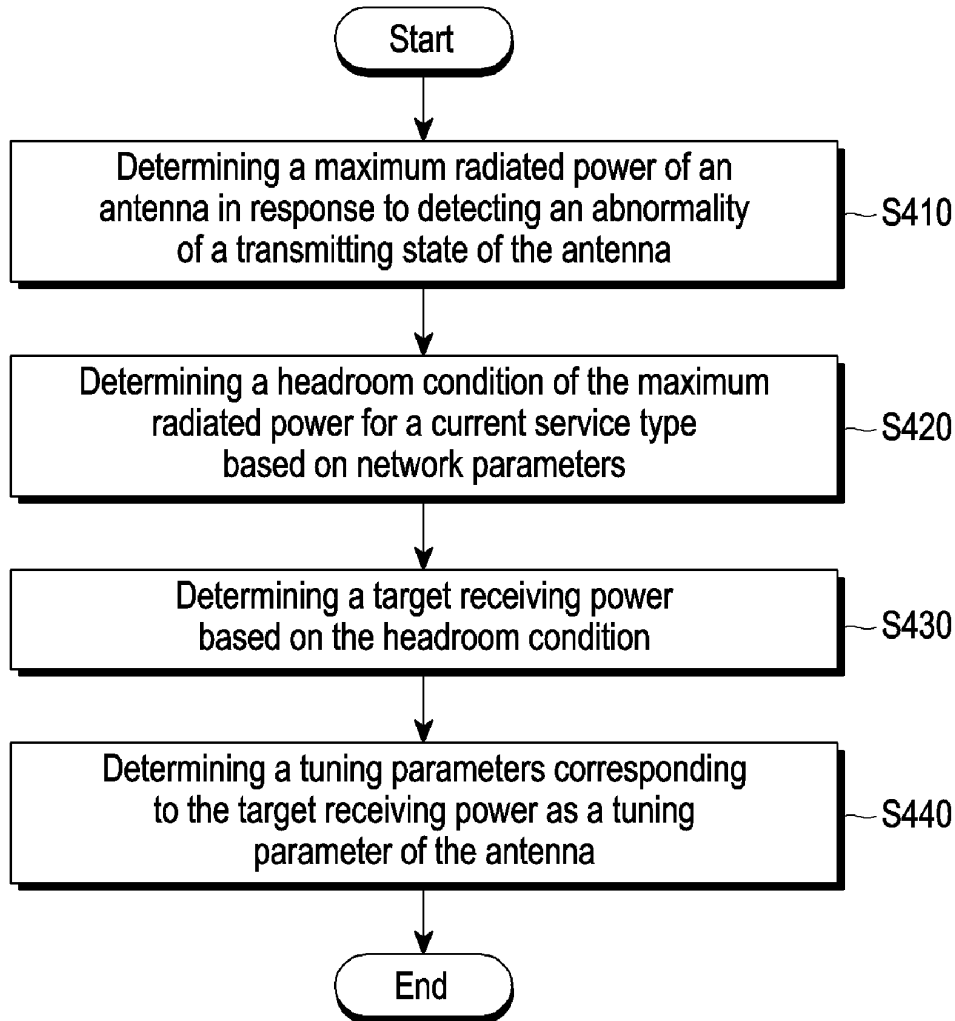 Start
Determining a maximum radiated power of an
antenna in response to detecting an abnormality
of a transmitting state of the antenna
S410
Determining a headroom condition of the maximum
radiated power for a current service type
based on network parameters
S420
Determining a target receiving power
based on the headroom condition
S430
Determining a tuning parameters corresponding
to the target receiving power as a tuning
parameter of the antenna
S440
End